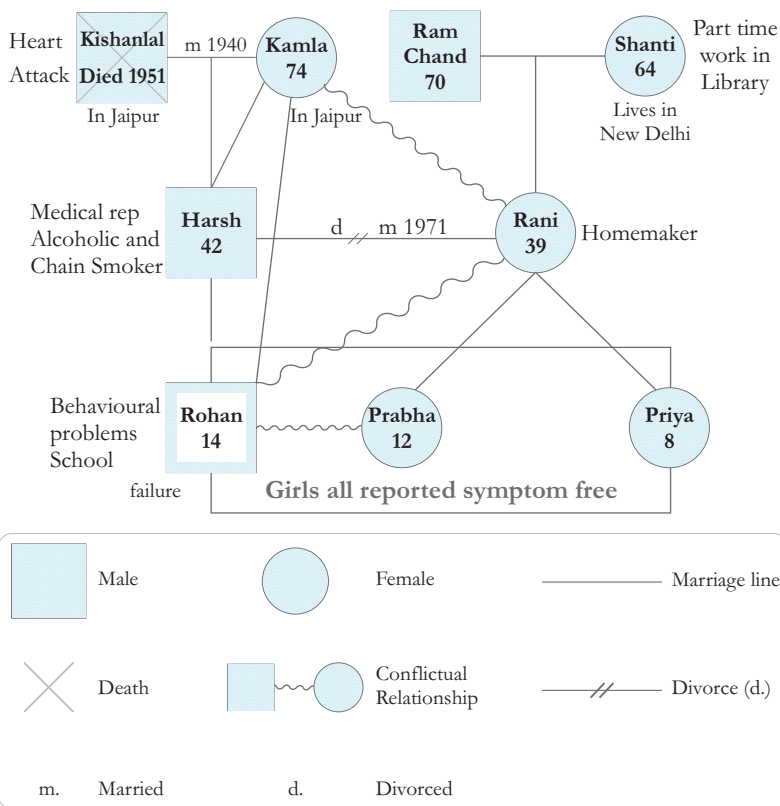 Heart
Attack
Kishanlal
Died 1951
In Jaipur
m 1940
Kamla
74
In Jaipur
Ram
Chand
70
Shanti
64
Lives in
New Delhi
Part time
work in
Library
Medical rep
Alcoholic and
Chain Smoker
Harsh
42
d
m 1971
Rani
39
Homemaker
Behavioural
problems
School
failure
Rohan
14
Prabha
12
Priya
8
Girls all reported symptom free
Male
Female
Marriage line
Death
Conflictual
Relationship
Divorce (d.)
m.
Married
d.
Divorced